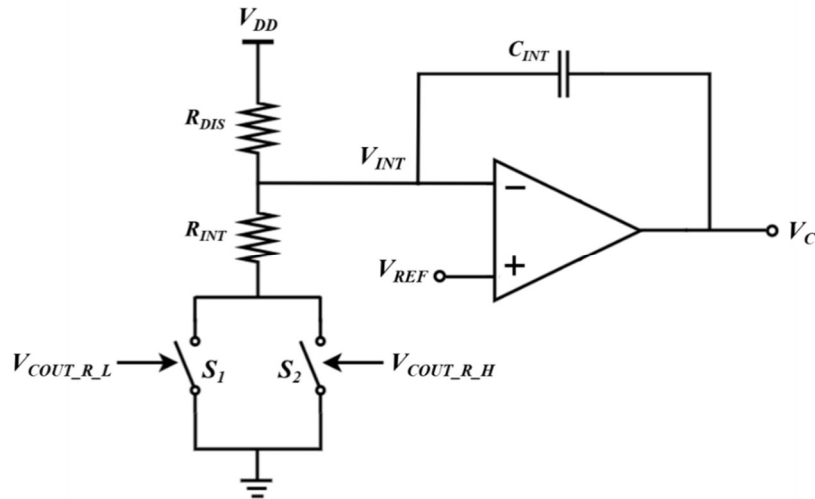 V_DD
C_INT
R_DIS
V_INT
−
R_INT
V_REF
+
V_C
V_COUT_R_L
S_1
S_2
V_COUT_R_H